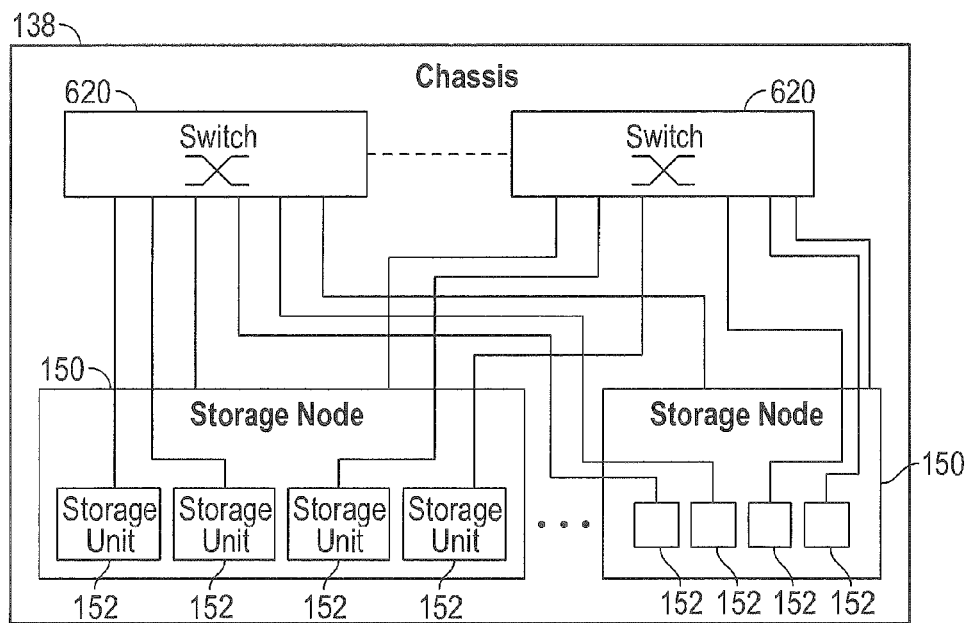 138
Chassis
620
620
Switch
Switch
150
Storage Node
Storage Node
150
Storage Unit
Storage Unit
Storage Unit
Storage Unit
152
152
152
152
152
152
152
152